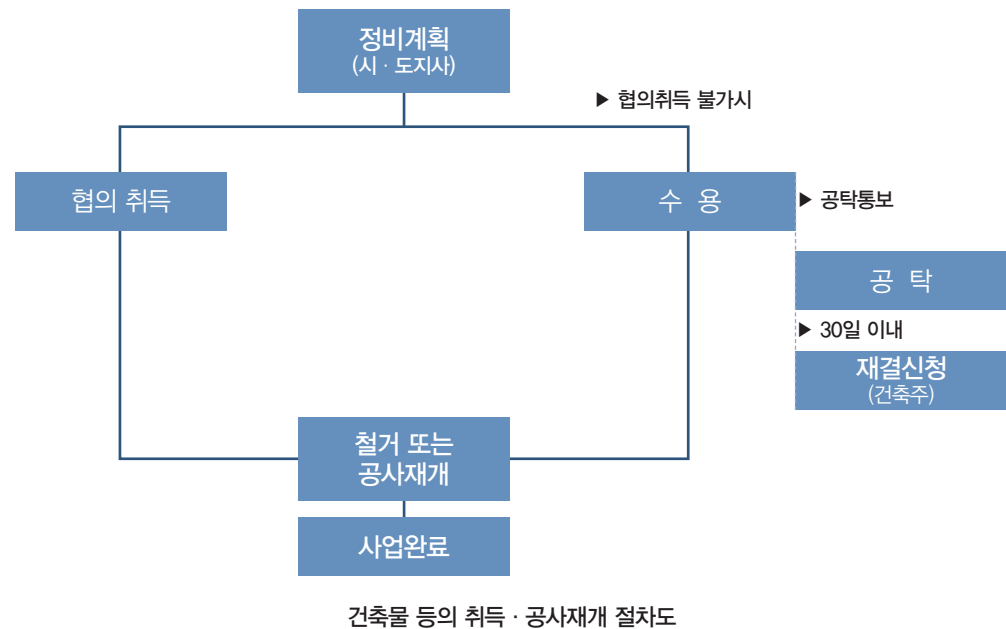 정비계획
(시 · 도지사)
▶ 협의취득 불가시
협의 취득
수 용
▶ 공탁통보
공 탁
▶ 30일 이내
재결신청
(건축주)
철거 또는
공사재개
사업완료
건축물 등의 취득 · 공사재개 절차도